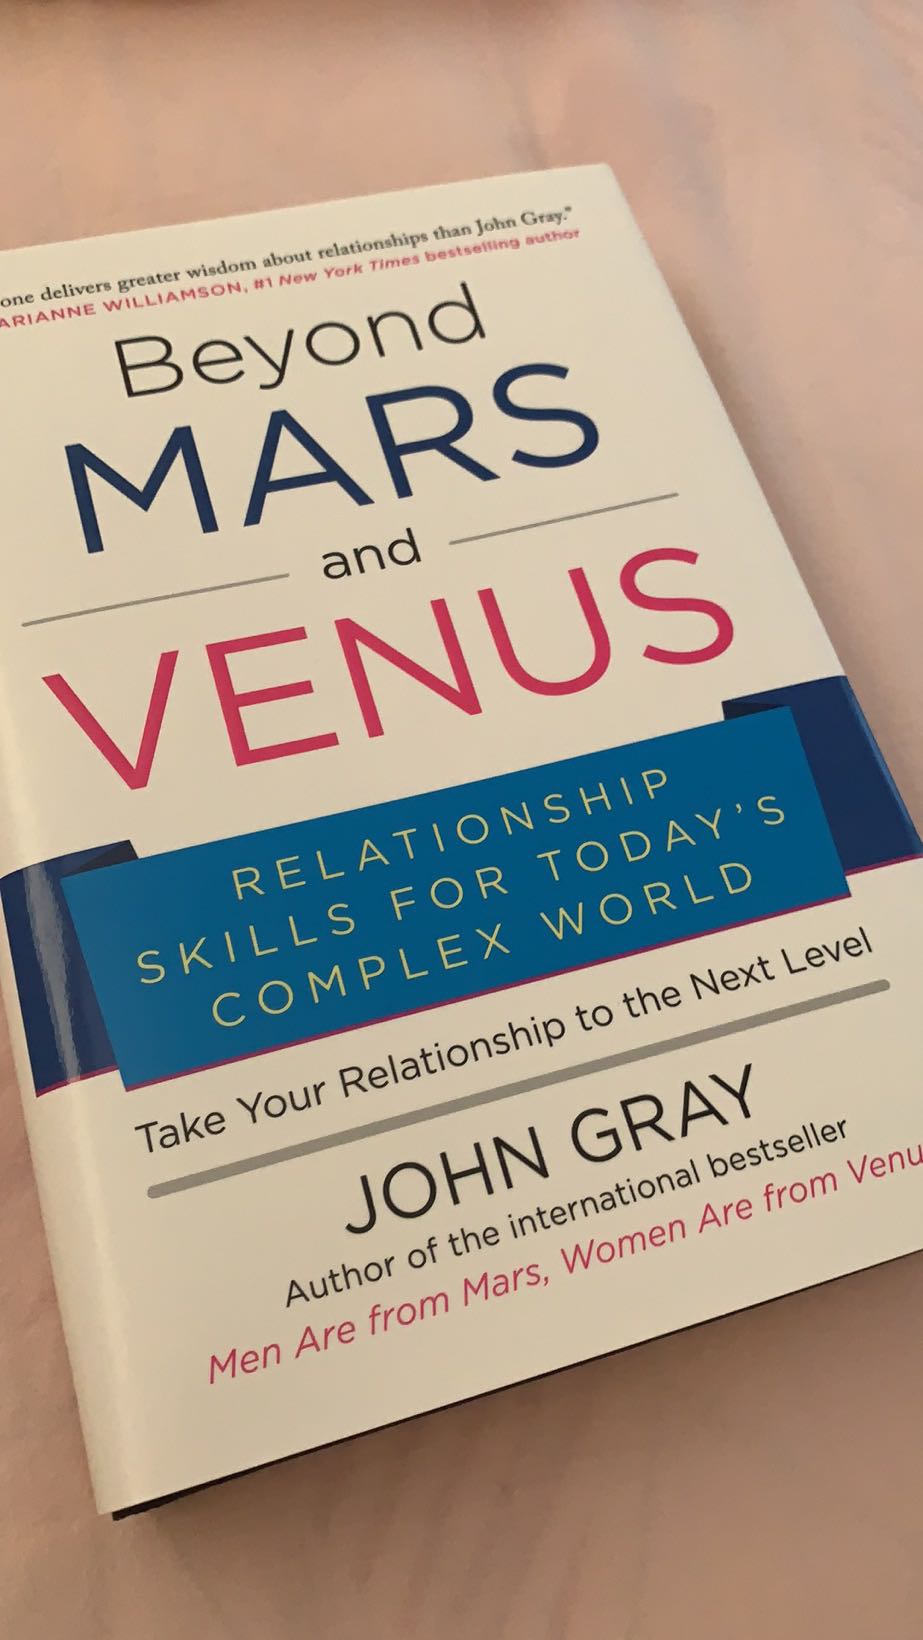 one delivers greater wisdom about relationships than John Gray."
ARIANNE WILLIAMSON, #1 New York Times bestselling author
Beyond
MARS
and
VENUS
RELATIONSHIP
SKILLS FOR TODAY'S
COMPLEX WORLD
Take Your Relationship to the Next Level
JOHN GRAY
Author of the international bestseller
Men Are from Mars, Women Are from Venu